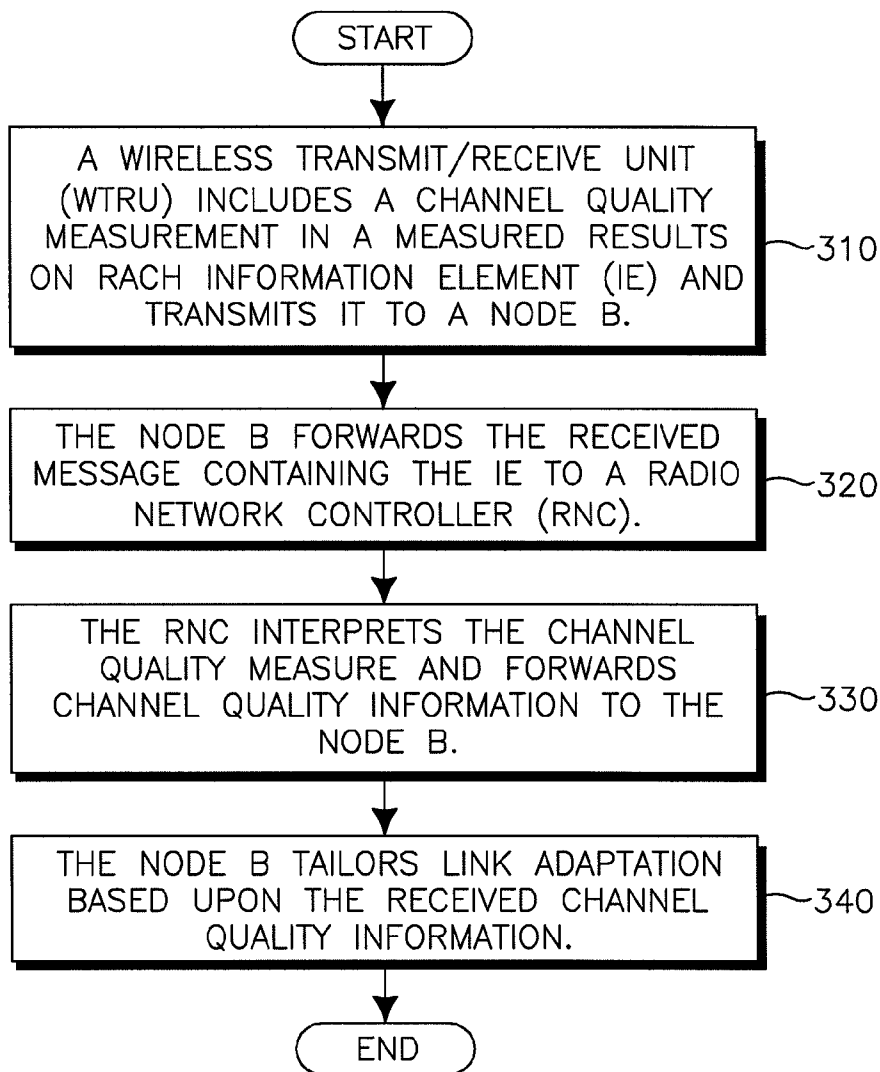 START
A WIRELESS TRANSMIT/RECEIVE UNIT
(WTRU) INCLUDES A CHANNEL QUALITY
MEASUREMENT IN A MEASURED RESULTS
ON RACH INFORMATION ELEMENT (IE) AND
TRANSMITS IT TO A NODE B.
310
THE NODE B FORWARDS THE RECEIVED
MESSAGE CONTAINING THE IE TO A RADIO
NETWORK CONTROLLER (RNC).
320
THE RNC INTERPRETS THE CHANNEL
QUALITY MEASURE AND FORWARDS
CHANNEL QUALITY INFORMATION TO THE
NODE B.
330
THE NODE B TAILORS LINK ADAPTATION
BASED UPON THE RECEIVED CHANNEL
QUALITY INFORMATION.
340
END